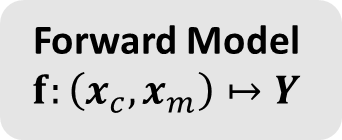 Forward Model
f: (x_c, x_m) ↦ Y